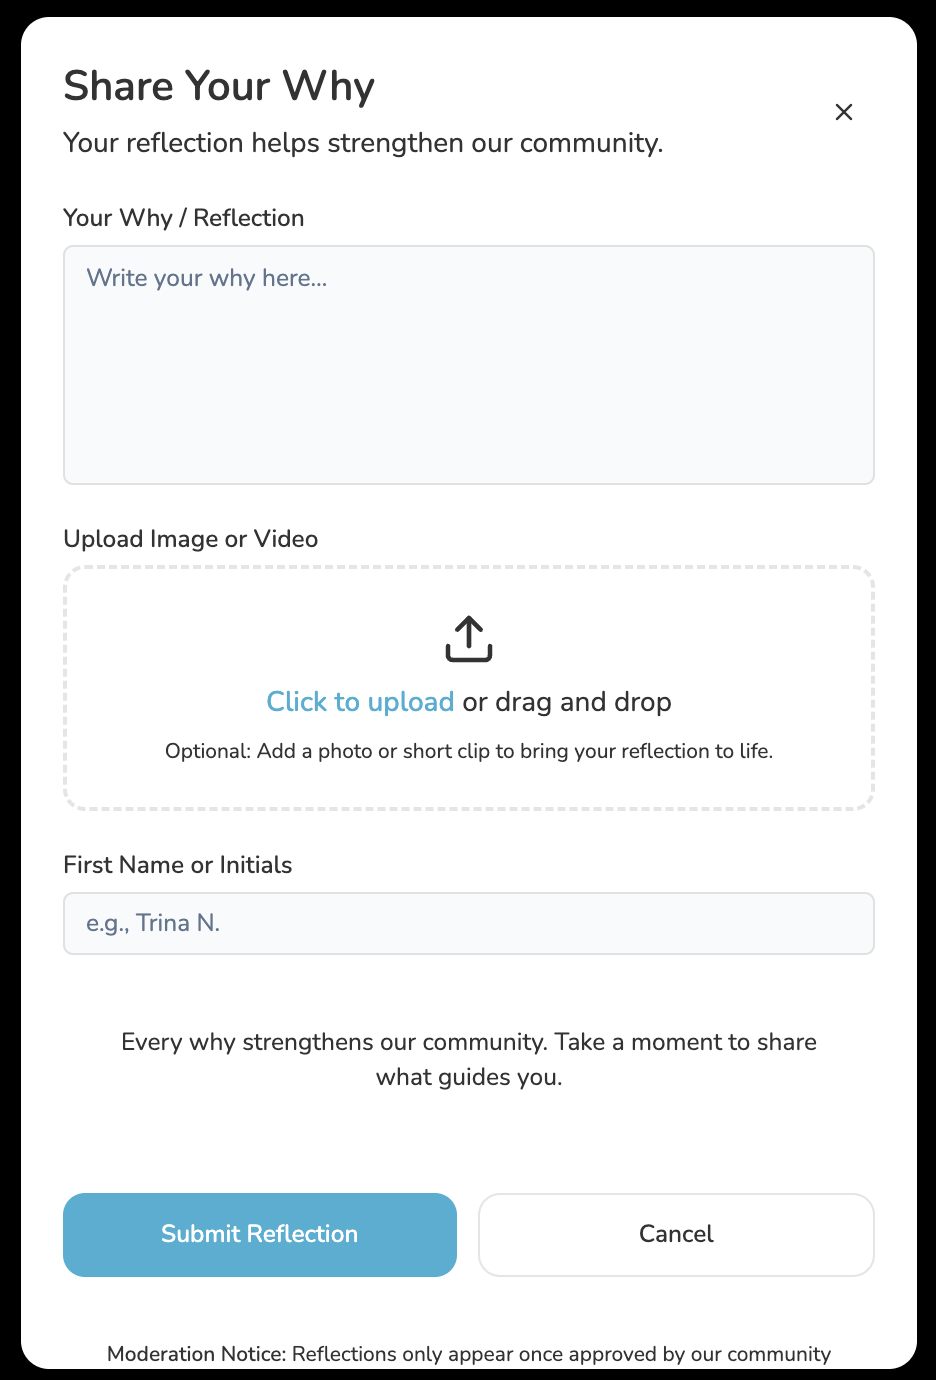 Share Your Why
Your reflection helps strengthen our community.
Your Why / Reflection
Write your why here...
Upload Image or Video
Click to upload or drag and drop
Optional: Add a photo or short clip to bring your reflection to life.
First Name or Initials
e.g., Trina N.
Every why strengthens our community. Take a moment to share
what guides you.
Submit Reflection
Cancel
Moderation Notice: Reflections only appear once approved by our community